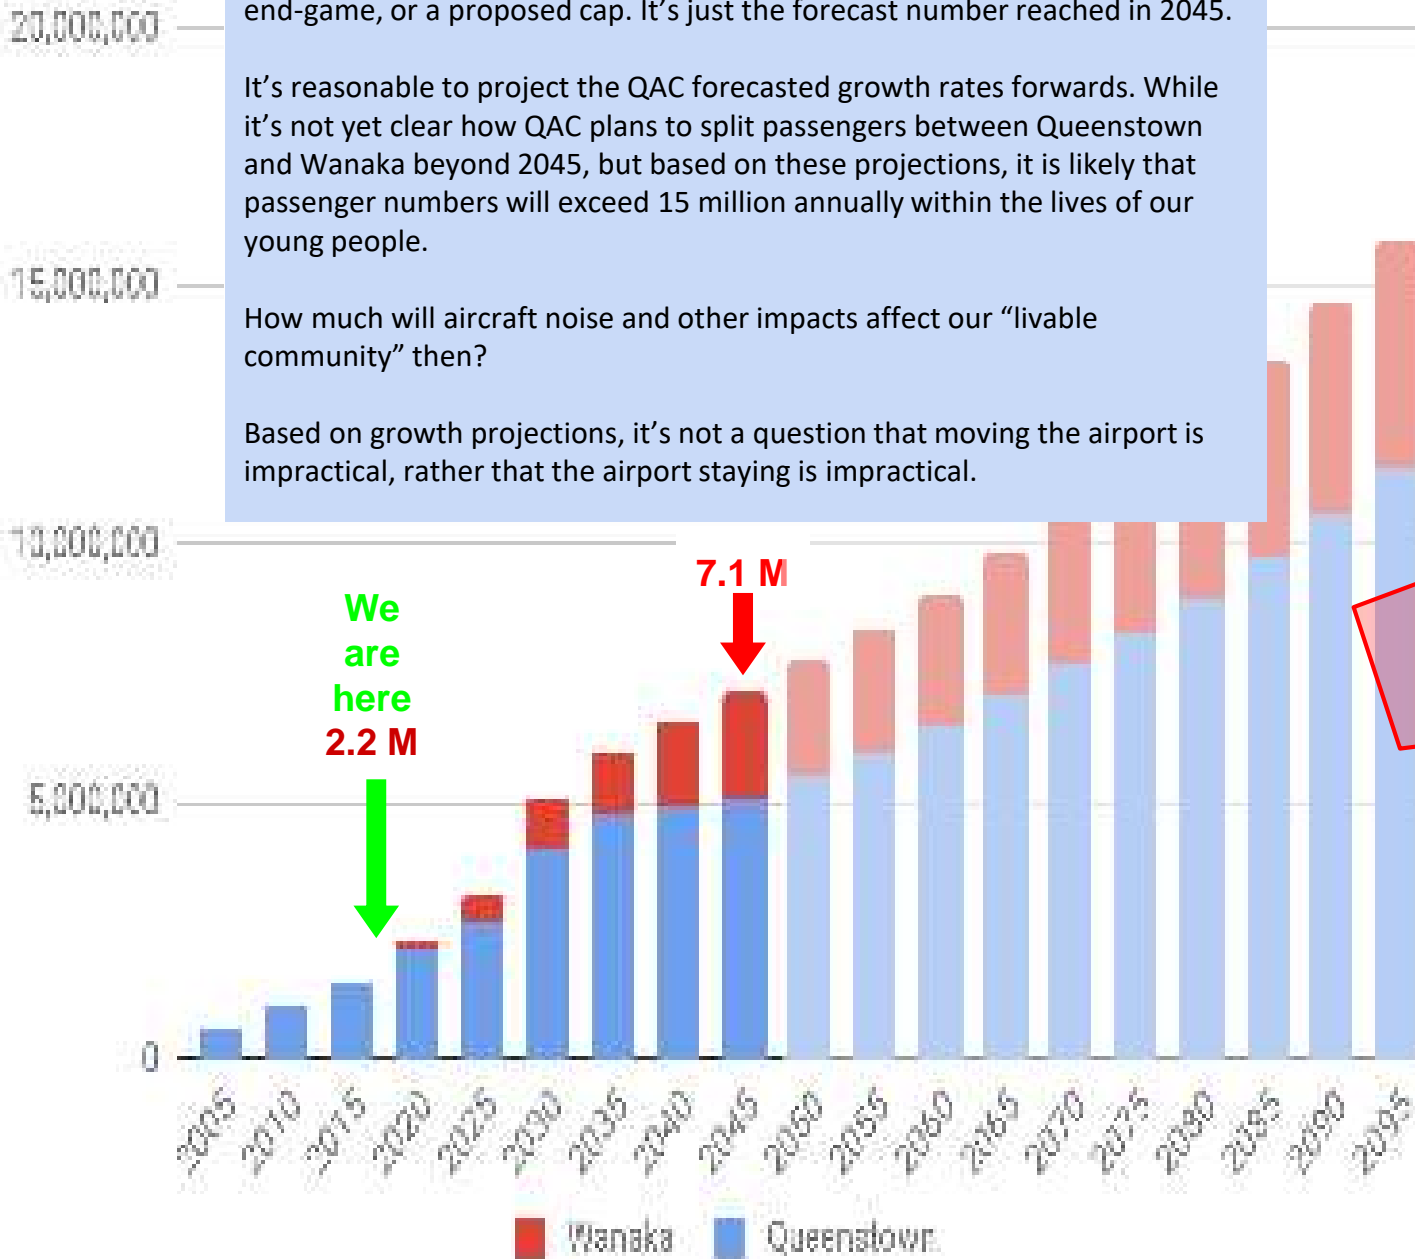 end-game, or a proposed cap. It’s just the forecast number reached in 2045.
It’s reasonable to project the QAC forecasted growth rates forwards. While
it’s not yet clear how QAC plans to split passengers between Queenstown
and Wanaka beyond 2045, but based on these projections, it is likely that
passenger numbers will exceed 15 million annually within the lives of our
young people.
How much will aircraft noise and other impacts affect our “livable
community” then?
Based on growth projections, it’s not a question that moving the airport is
impractical, rather that the airport staying is impractical.
20,000,000
15,000,000
10,000,000
5,000,000
0
We
are
here
2.2 M
7.1 M
2005
2010
2015
2020
2025
2030
2035
2040
2045
2050
2055
2060
2065
2070
2075
2080
2085
2090
2095
Wanaka
Queenstown